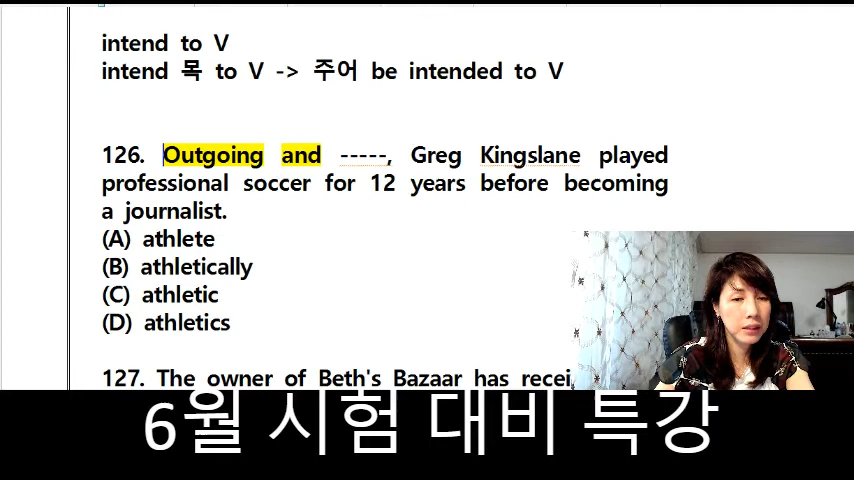 intend to V
intend 목 to V -> 주어 be intended to V
126. Outgoing and -----, Greg Kingslane played
professional soccer for 12 years before becoming
a journalist.
(A) athlete
(B) athletically
(C) athletic
(D) athletics
127. The owner of Beth's Bazaar has recei
6월 시험 대비 특강